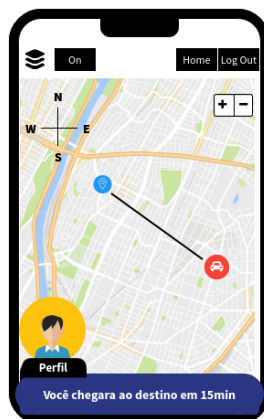 On
Home
Log Out
N
+ −
W E
S
Perfil
Você chegara ao destino em 15min